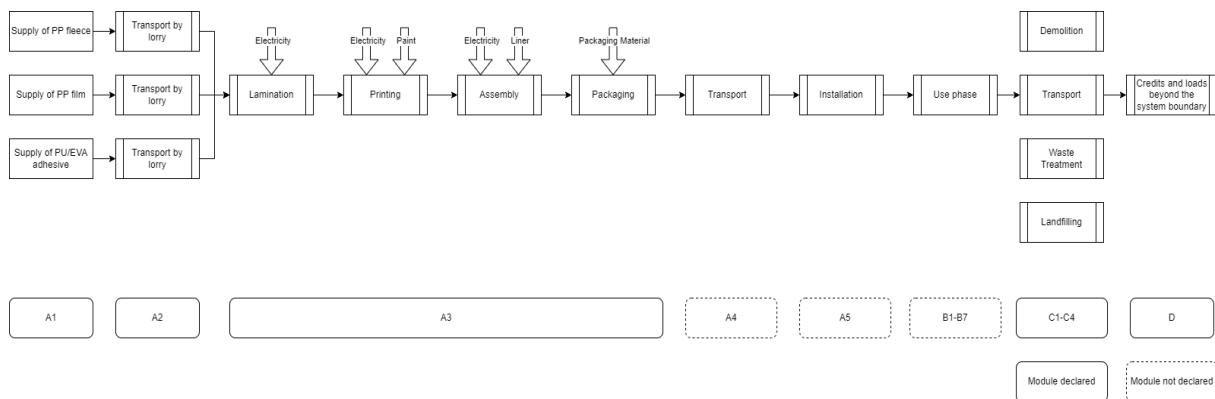 Supply of PP fleece
Transport by
lorry
Electricity
Electricity
Paint
Electricity
Liner
Packaging Material
Demolition
Supply of PP film
Transport by
lorry
Lamination
Printing
Assembly
Packaging
Transport
Installation
Use phase
Transport
Credits and loads
beyond the
system boundary
Supply of PU/EVA
adhesive
Transport by
lorry
Waste
Treatment
Landfilling
A1
A2
A3
A4
A5
B1-B7
C1-C4
D
Module declared
Module not declared